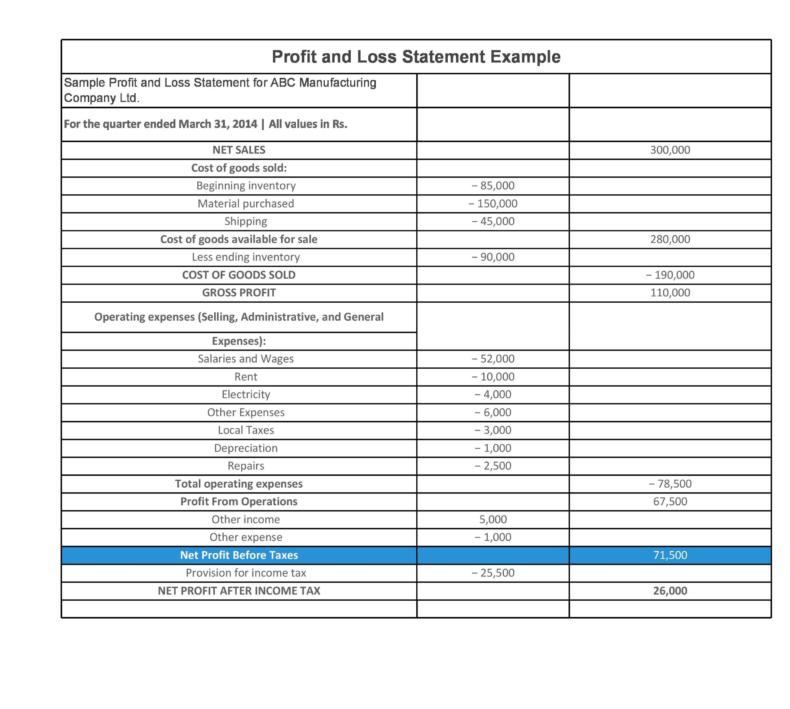 Profit and Loss Statement Example
Sample Profit and Loss Statement for ABC Manufacturing
Company Ltd.
For the quarter ended March 31, 2014 | All values in Rs.
NET SALES 300,000
Cost of goods sold:
Beginning inventory – 85,000
Material purchased – 150,000
Shipping – 45,000
Cost of goods available for sale 280,000
Less ending inventory – 90,000
COST OF GOODS SOLD – 190,000
GROSS PROFIT 110,000
Operating expenses (Selling, Administrative, and General
Expenses):
Salaries and Wages – 52,000
Rent – 10,000
Electricity – 4,000
Other Expenses – 6,000
Local Taxes – 3,000
Depreciation – 1,000
Repairs – 2,500
Total operating expenses – 78,500
Profit From Operations 67,500
Other income 5,000
Other expense – 1,000
Net Profit Before Taxes 71,500
Provision for income tax – 25,500
NET PROFIT AFTER INCOME TAX 26,000